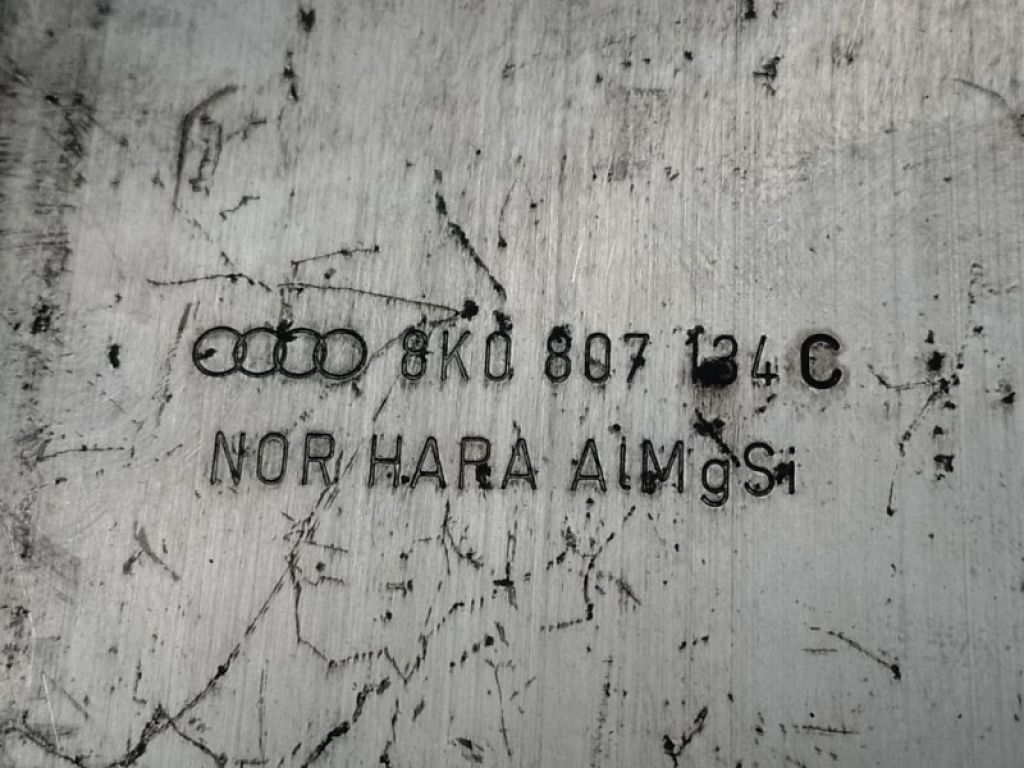 8K0 807 134 C
NOR HARA AlMgSi